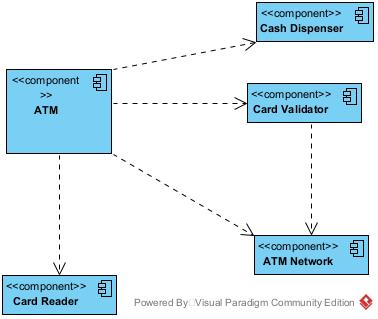 <<component>>
Cash Dispenser
<<component
>>
ATM
<<component>>
Card Validator
<<component>>
ATM Network
<<component>>
Card Reader
Powered By Visual Paradigm Community Edition